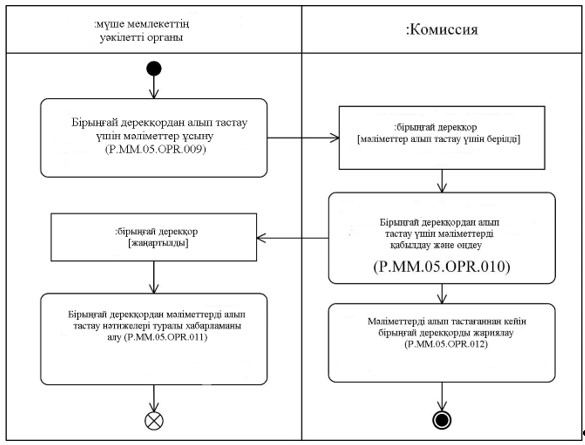 :мүше мемлекеттің
уәкілетті органы
:Комиссия
Бірыңғай дерекқордан алып тастау
үшін мәліметтер ұсыну
(P.MM.05.OPR.009)
:бірыңғай дерекқор
[мәліметтер алып тастау үшін берілді]
Бірыңғай дерекқордан алып
тастау үшін мәліметтерді
қабылдау және өңдеу
(P.MM.05.OPR.010)
:бірыңғай дерекқор
[жаңартылды]
Бірыңғай дерекқордан мәліметтерді алып
тастау нәтижелері туралы хабарламаны
алу (P.MM.05.OPR.011)
Мәліметтерді алып тастағаннан кейін
бірыңғай дерекқорды жариялау
(P.MM.05.OPR.012)